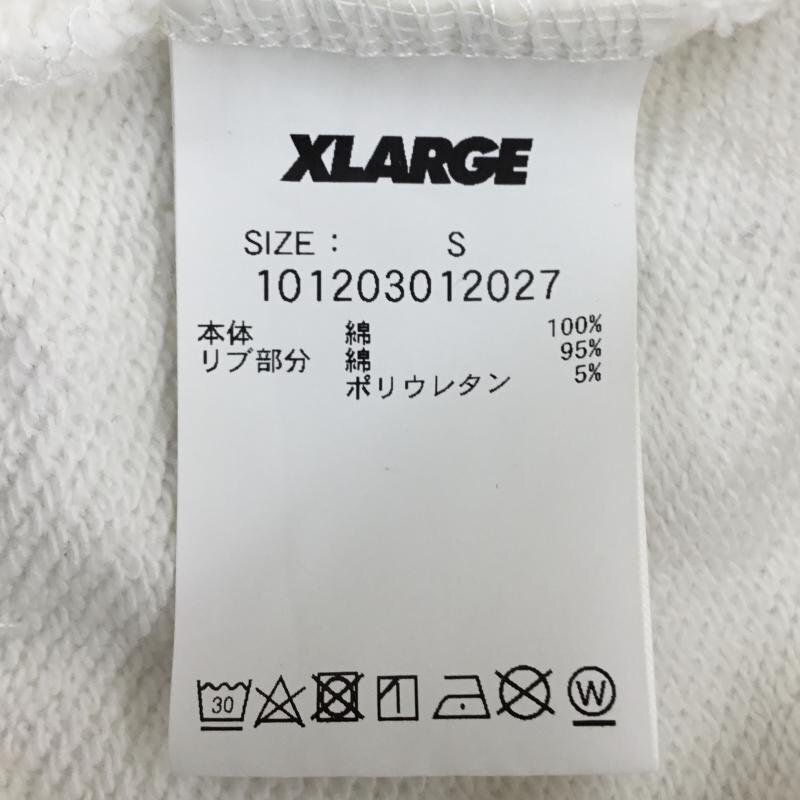 XLARGE
SIZE : S
101203012027
本体 綿 100%
リブ部分 綿 95%
ポリウレタン 5%
30 W